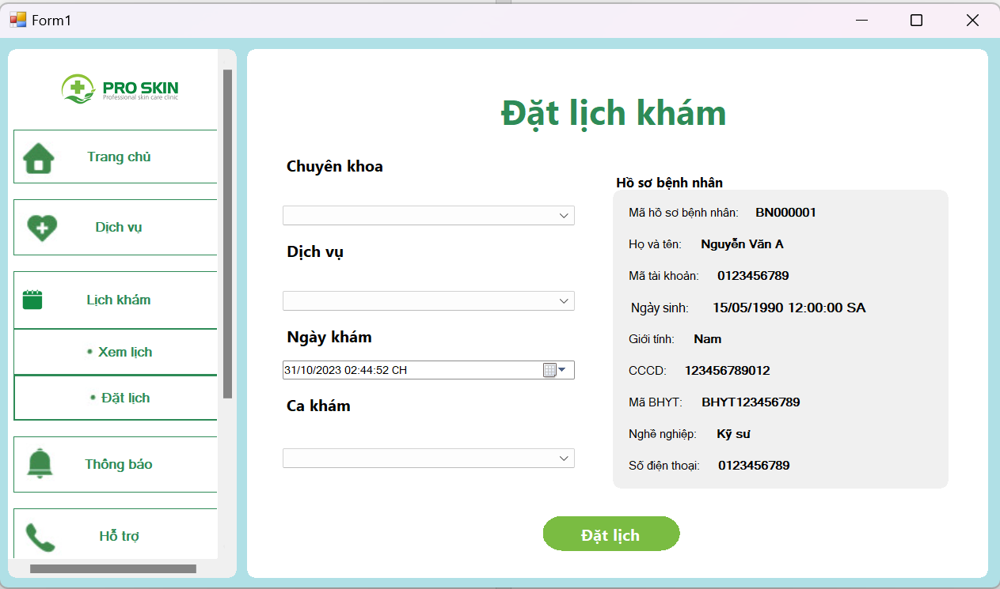 Form1
PRO SKIN
Professional skin care clinic
Trang chủ
Dịch vụ
Lịch khám
• Xem lịch
• Đặt lịch
Thông báo
Hỗ trợ
Đặt lịch khám
Chuyên khoa
Dịch vụ
Ngày khám
31/10/2023 02:44:52 CH
Ca khám
Hồ sơ bệnh nhân
Mã hồ sơ bệnh nhân: BN000001
Họ và tên: Nguyễn Văn A
Mã tài khoản: 0123456789
Ngày sinh: 15/05/1990 12:00:00 SA
Giới tính: Nam
CCCD: 123456789012
Mã BHYT: BHYT123456789
Nghề nghiệp: Kỹ sư
Số điện thoại: 0123456789
Đặt lịch